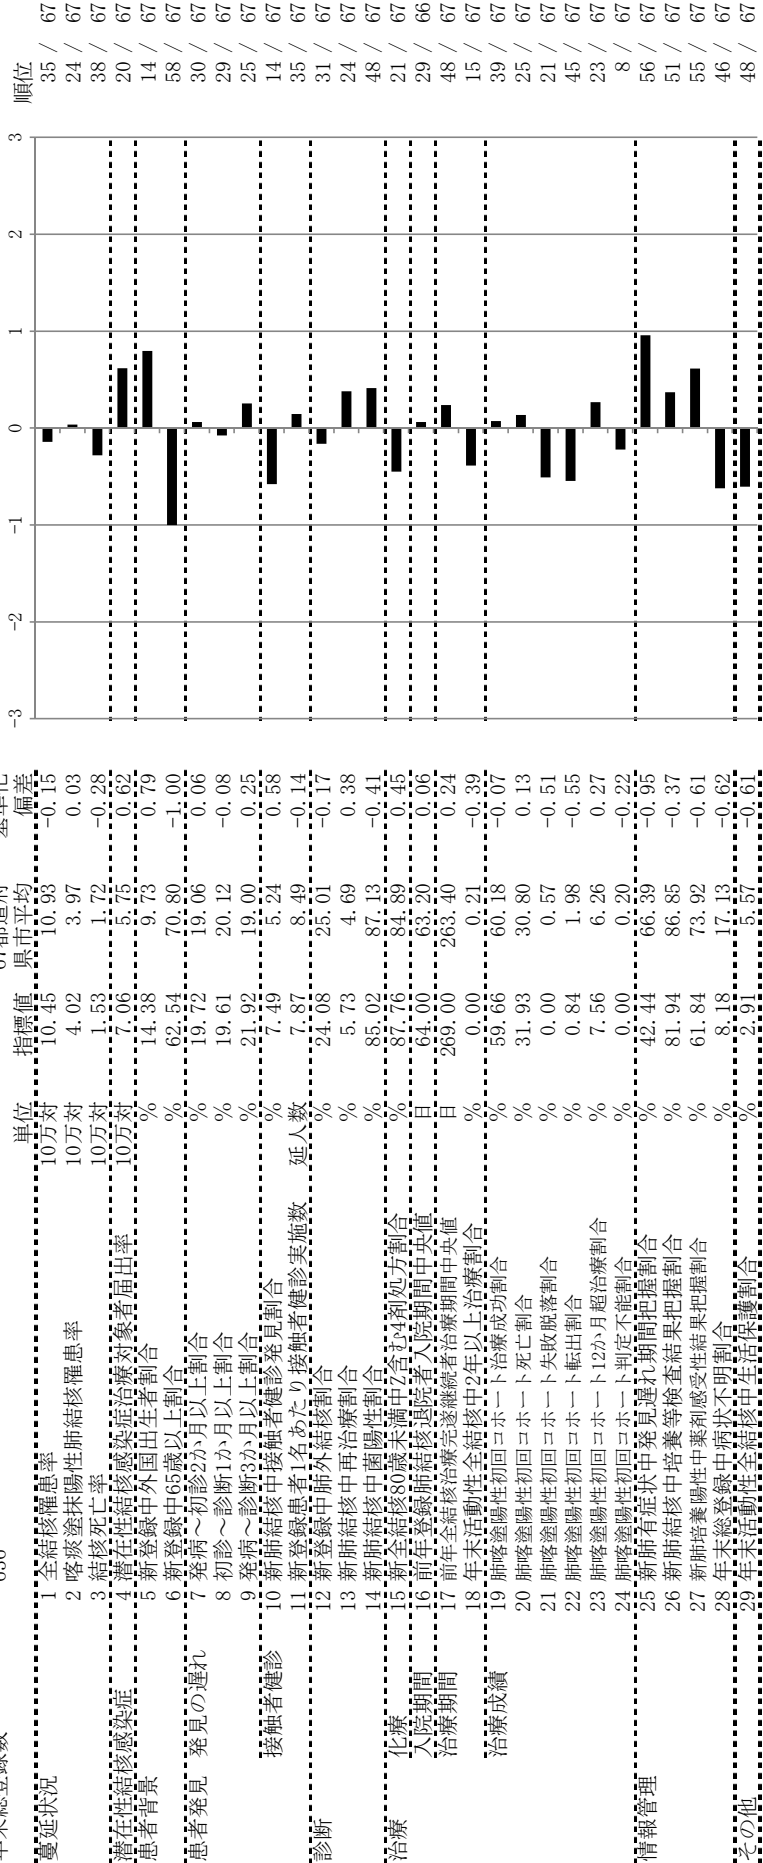 年末総登録数
67都道府 基準化
単位 指標値 県市平均 偏差 -3 -2 -1 0 1 2 3 順位
蔓延状況 1 全結核罹患率 10万対 10.45 10.93 -0.15 35 / 67
2 喀痰塗抹陽性肺結核罹患率 10万対 4.02 3.97 0.03 24 / 67
3 結核死亡率 10万対 1.53 1.72 -0.28 38 / 67
潜在性結核感染症 4 潜在性結核感染症治療対象者届出率 10万対 7.06 5.75 0.62 20 / 67
患者背景 5 新登録中外国出生者割合 % 14.38 9.73 0.79 14 / 67
6 新登録中65歳以上割合 % 62.54 70.80 -1.00 58 / 67
患者発見 発見の遅れ 7 発病～初診2か月以上割合 % 19.72 19.06 0.06 30 / 67
8 初診～診断1か月以上割合 % 19.61 20.12 -0.08 29 / 67
9 発病～診断3か月以上割合 % 21.92 19.00 0.25 25 / 67
接触者健診 10 新肺結核中接触者健診発見割合 % 7.49 5.24 0.58 14 / 67
11 新登録患者1名あたり接触者健診実施数 延人数 7.87 8.49 -0.14 35 / 67
診断 12 新登録中肺外結核割合 % 24.08 25.01 -0.17 31 / 67
13 新肺結核中再治療割合 % 5.73 4.69 0.38 24 / 67
14 新肺結核中菌陽性割合 % 85.02 87.13 -0.41 48 / 67
治療 化療 15 新全結核80歳未満中Z含む4剤処方割合 % 87.76 84.89 0.45 21 / 67
入院期間 16 前年登録肺結核退院者入院期間中央値 日 64.00 63.20 0.06 29 / 66
治療期間 17 前年全結核治療完遂継続者治療期間中央値 日 269.00 263.40 0.24 48 / 67
18 年末活動性全結核中2年以上治療割合 % 0.00 0.21 -0.39 15 / 67
治療成績 19 肺喀塗陽性初回コホート治療成功割合 % 59.66 60.18 -0.07 39 / 67
20 肺喀塗陽性初回コホート死亡割合 % 31.93 30.80 0.13 25 / 67
21 肺喀塗陽性初回コホート失敗脱落割合 % 0.00 0.57 -0.51 21 / 67
22 肺喀塗陽性初回コホート転出割合 % 0.84 1.98 -0.55 45 / 67
23 肺喀塗陽性初回コホート12か月超治療割合 % 7.56 6.26 0.27 23 / 67
24 肺喀塗陽性初回コホート判定不能割合 % 0.00 0.20 -0.22 8 / 67
情報管理 25 新肺有症状中発見遅れ期間把握割合 % 42.44 66.39 -0.95 56 / 67
26 新肺結核中培養等検査結果把握割合 % 81.94 86.85 -0.37 51 / 67
27 新肺培養陽性中薬剤感受性結果把握割合 % 61.84 73.92 -0.61 55 / 67
28 年末総登録中病状不明割合 % 8.18 17.13 -0.62 46 / 67
その他 29 年末活動性全結核中生活保護割合 % 2.91 5.57 -0.61 48 / 67